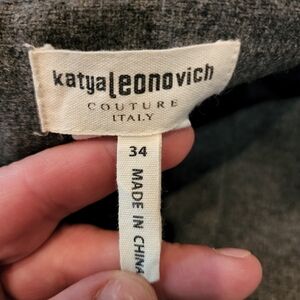 katyaleonovich
COUTURE
ITALY
34
MADE IN CHINA